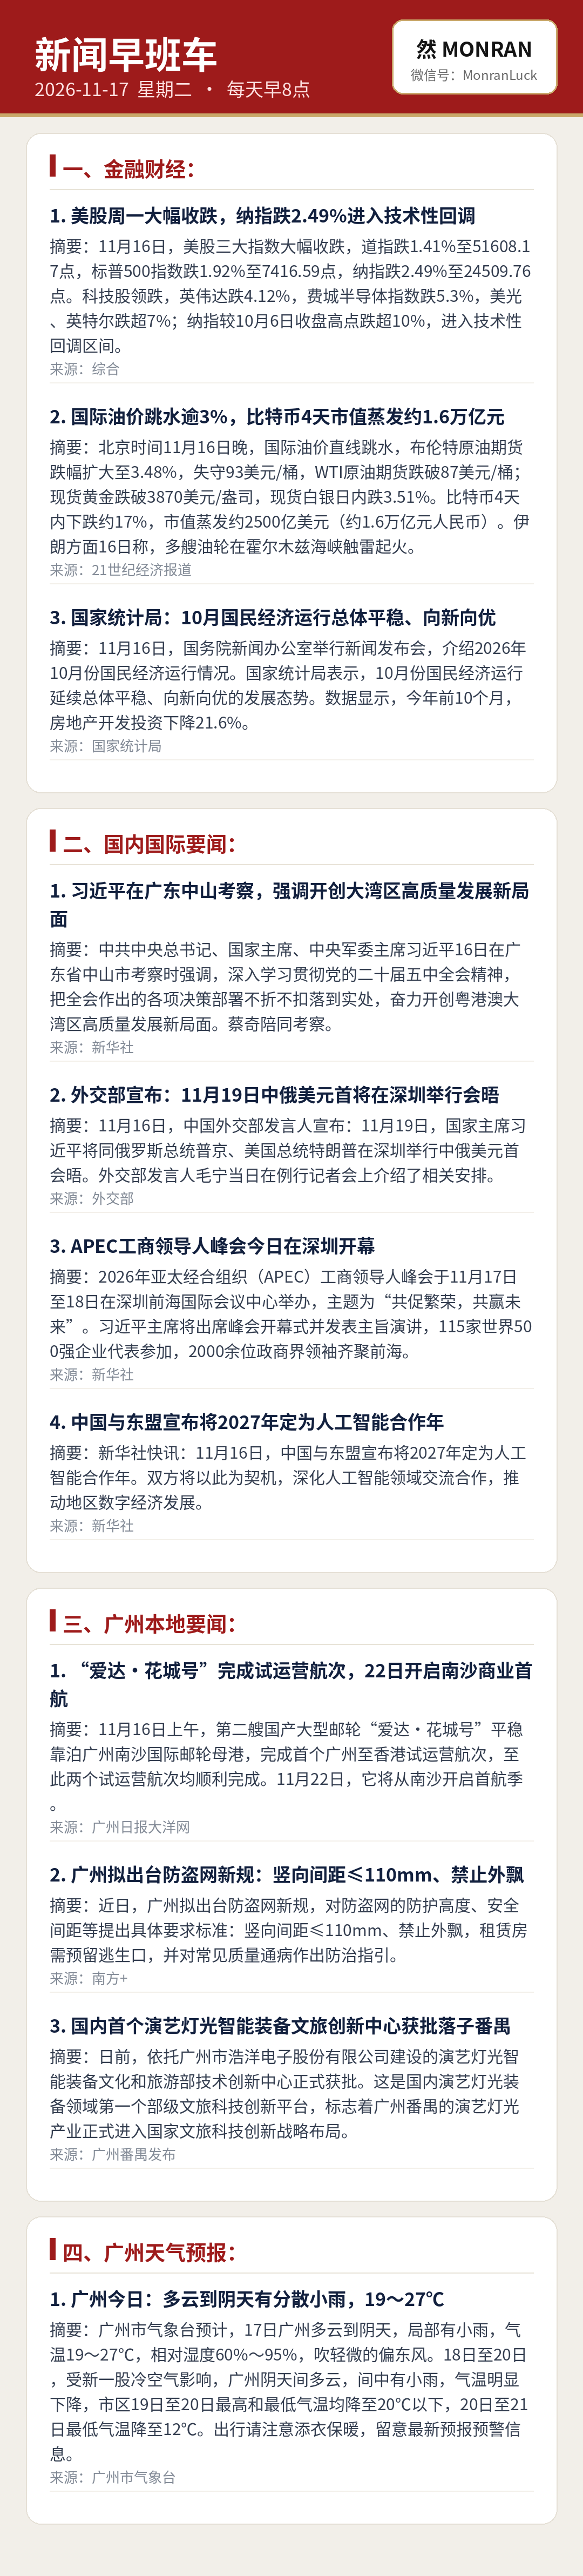 新闻早班车
2026-11-17 星期二 • 每天早8点
然 MONRAN
微信号：MonranLuck
一、金融财经：
1. 美股周一大幅收跌，纳指跌2.49%进入技术性回调
摘要：11月16日，美股三大指数大幅收跌，道指跌1.41%至51608.1
7点，标普500指数跌1.92%至7416.59点，纳指跌2.49%至24509.76
点。科技股领跌，英伟达跌4.12%，费城半导体指数跌5.3%，美光
、英特尔跌超7%；纳指较10月6日收盘高点跌超10%，进入技术性
回调区间。
来源：综合
2. 国际油价跳水逾3%，比特币4天市值蒸发约1.6万亿元
摘要：北京时间11月16日晚，国际油价直线跳水，布伦特原油期货
跌幅扩大至3.48%，失守93美元/桶，WTI原油期货跌破87美元/桶；
现货黄金跌破3870美元/盎司，现货白银日内跌3.51%。比特币4天
内下跌约17%，市值蒸发约2500亿美元（约1.6万亿元人民币）。伊
朗方面16日称，多艘油轮在霍尔木兹海峡触雷起火。
来源：21世纪经济报道
3. 国家统计局：10月国民经济运行总体平稳、向新向优
摘要：11月16日，国务院新闻办公室举行新闻发布会，介绍2026年
10月份国民经济运行情况。国家统计局表示，10月份国民经济运行
延续总体平稳、向新向优的发展态势。数据显示，今年前10个月，
房地产开发投资下降21.6%。
来源：国家统计局
二、国内国际要闻：
1. 习近平在广东中山考察，强调开创大湾区高质量发展新局
面
摘要：中共中央总书记、国家主席、中央军委主席习近平16日在广
东省中山市考察时强调，深入学习贯彻党的二十届五中全会精神，
把全会作出的各项决策部署不折不扣落到实处，奋力开创粤港澳大
湾区高质量发展新局面。蔡奇陪同考察。
来源：新华社
2. 外交部宣布：11月19日中俄美元首将在深圳举行会晤
摘要：11月16日，中国外交部发言人宣布：11月19日，国家主席习
近平将同俄罗斯总统普京、美国总统特朗普在深圳举行中俄美元首
会晤。外交部发言人毛宁当日在例行记者会上介绍了相关安排。
来源：外交部
3. APEC工商领导人峰会今日在深圳开幕
摘要：2026年亚太经合组织（APEC）工商领导人峰会于11月17日
至18日在深圳前海国际会议中心举办，主题为“共促繁荣，共赢未
来”。习近平主席将出席峰会开幕式并发表主旨演讲，115家世界50
0强企业代表参加，2000余位政商界领袖齐聚前海。
来源：新华社
4. 中国与东盟宣布将2027年定为人工智能合作年
摘要：新华社快讯：11月16日，中国与东盟宣布将2027年定为人工
智能合作年。双方将以此为契机，深化人工智能领域交流合作，推
动地区数字经济发展。
来源：新华社
三、广州本地要闻：
1. “爱达·花城号”完成试运营航次，22日开启南沙商业首
航
摘要：11月16日上午，第二艘国产大型邮轮“爱达·花城号”平稳
靠泊广州南沙国际邮轮母港，完成首个广州至香港试运营航次，至
此两个试运营航次均顺利完成。11月22日，它将从南沙开启首航季
。
来源：广州日报大洋网
2. 广州拟出台防盗网新规：竖向间距≤110mm、禁止外飘
摘要：近日，广州拟出台防盗网新规，对防盗网的防护高度、安全
间距等提出具体要求标准：竖向间距≤110mm、禁止外飘，租赁房
需预留逃生口，并对常见质量通病作出防治指引。
来源：南方+
3. 国内首个演艺灯光智能装备文旅创新中心获批落子番禺
摘要：日前，依托广州市浩洋电子股份有限公司建设的演艺灯光智
能装备文化和旅游部技术创新中心正式获批。这是国内演艺灯光装
备领域第一个部级文旅科技创新平台，标志着广州番禺的演艺灯光
产业正式进入国家文旅科技创新战略布局。
来源：广州番禺发布
四、广州天气预报：
1. 广州今日：多云到阴天有分散小雨，19～27℃
摘要：广州市气象台预计，17日广州多云到阴天，局部有小雨，气
温19～27℃，相对湿度60%～95%，吹轻微的偏东风。18日至20日
，受新一股冷空气影响，广州阴天间多云，间中有小雨，气温明显
下降，市区19日至20日最高和最低气温均降至20℃以下，20日至21
日最低气温降至12℃。出行请注意添衣保暖，留意最新预报预警信
息。
来源：广州市气象台